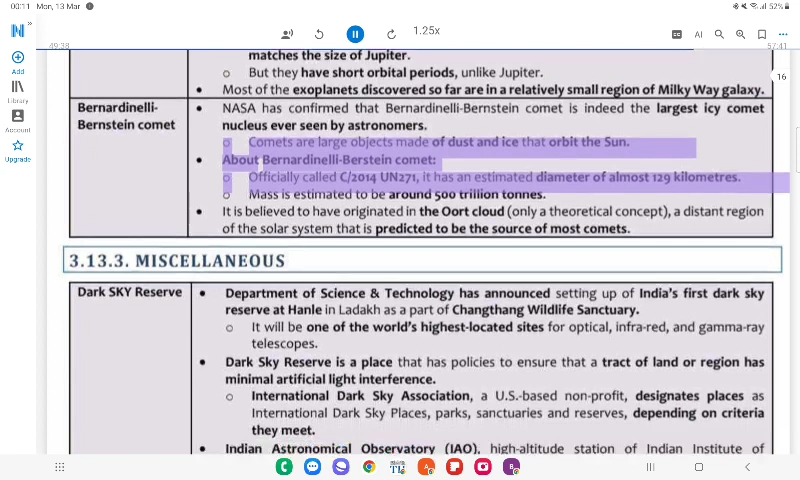 00:11 Mon, 13 Mar
52%
1.25x
AI
49:38
57:41
Add
Library
Account
Upgrade
16
matches the size of Jupiter.
o But they have short orbital periods, unlike Jupiter.
• Most of the exoplanets discovered so far are in a relatively small region of Milky Way galaxy.
Bernardinelli-
Bernstein comet
• NASA has confirmed that Bernardinelli-Bernstein comet is indeed the largest icy comet
nucleus ever seen by astronomers.
o Comets are large objects made of dust and ice that orbit the Sun.
• About Bernardinelli-Berstein comet:
o Officially called C/2014 UN271, it has an estimated diameter of almost 129 kilometres.
o Mass is estimated to be around 500 trillion tonnes.
• It is believed to have originated in the Oort cloud (only a theoretical concept), a distant region
of the solar system that is predicted to be the source of most comets.
3.13.3. MISCELLANEOUS
Dark SKY Reserve
• Department of Science & Technology has announced setting up of India's first dark sky
reserve at Hanle in Ladakh as a part of Changthang Wildlife Sanctuary.
o It will be one of the world's highest-located sites for optical, infra-red, and gamma-ray
telescopes.
• Dark Sky Reserve is a place that has policies to ensure that a tract of land or region has
minimal artificial light interference.
o International Dark Sky Association, a U.S.-based non-profit, designates places as
International Dark Sky Places, parks, sanctuaries and reserves, depending on criteria
they meet.
• Indian Astronomical Observatory (IAO), high-altitude station of Indian Institute of